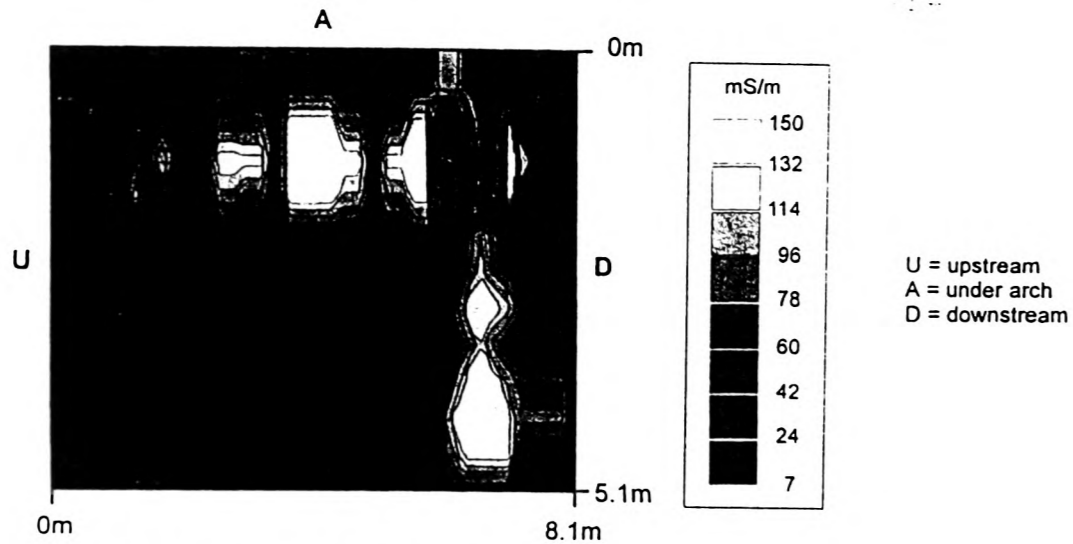 A
0m
U
D
5.1m
0m
8.1m
mS/m
150
132
114
96
78
60
42
24
7
U = upstream
A = under arch
D = downstream